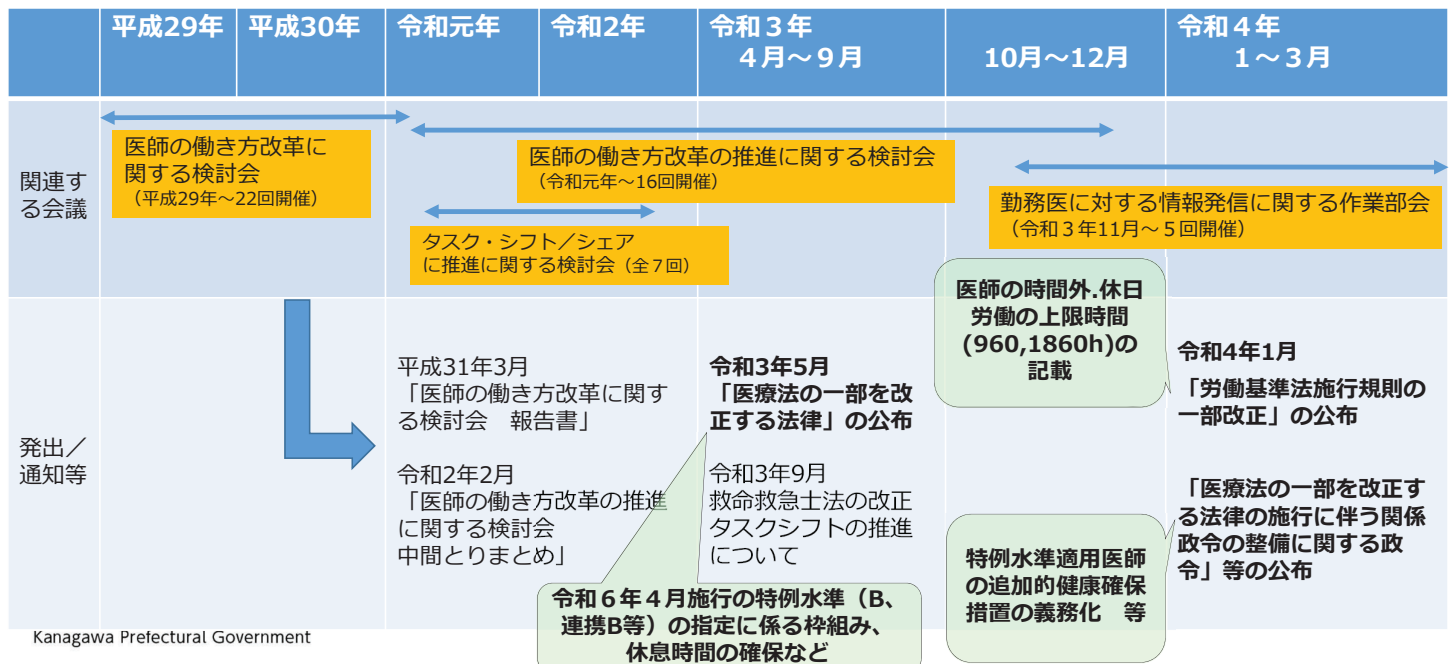 平成29年
平成30年
令和元年
令和2年
令和３年
４月～９月
10月～12月
令和４年
１～３月
関連す
る会議
医師の働き方改革に
関する検討会
（平成29年～22回開催）
医師の働き方改革の推進に関する検討会
（令和元年～16回開催）
タスク・シフト／シェア
に推進に関する検討会（全７回）
勤務医に対する情報発信に関する作業部会
（令和３年11月～５回開催）
発出／
通知等
平成31年3月
「医師の働き方改革に関す
る検討会　報告書」
令和2年2月
「医師の働き方改革の推進
に関する検討会
中間とりまとめ」
令和3年5月
「医療法の一部を改
正する法律」の公布
令和3年9月
救命救急士法の改正
タスクシフトの推進
について
令和６年４月施行の特例水準（B、
連携B等）の指定に係る枠組み、
休息時間の確保など
医師の時間外.休日
労働の上限時間
(960,1860h)の
記載
特例水準適用医師
の追加的健康確保
措置の義務化　等
令和4年1月
「労働基準法施行規則の
一部改正」の公布
「医療法の一部を改正す
る法律の施行に伴う関係
政令の整備に関する政
令」等の公布
Kanagawa Prefectural Government